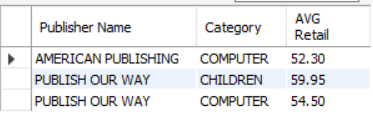 Publisher Name Category AVG Retail
AMERICAN PUBLISHING COMPUTER 52.30
PUBLISH OUR WAY CHILDREN 59.95
PUBLISH OUR WAY COMPUTER 54.50